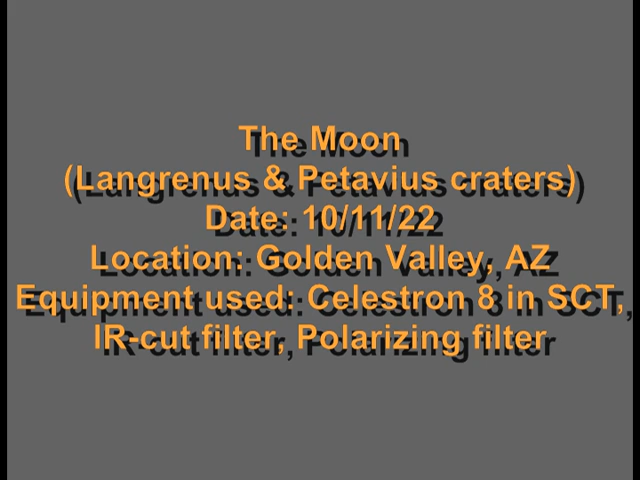 The Moon
(Langrenus & Petavius craters)
Date: 10/11/22
Location: Golden Valley, AZ
Equipment used: Celestron 8 in SCT,
IR-cut filter, Polarizing filter